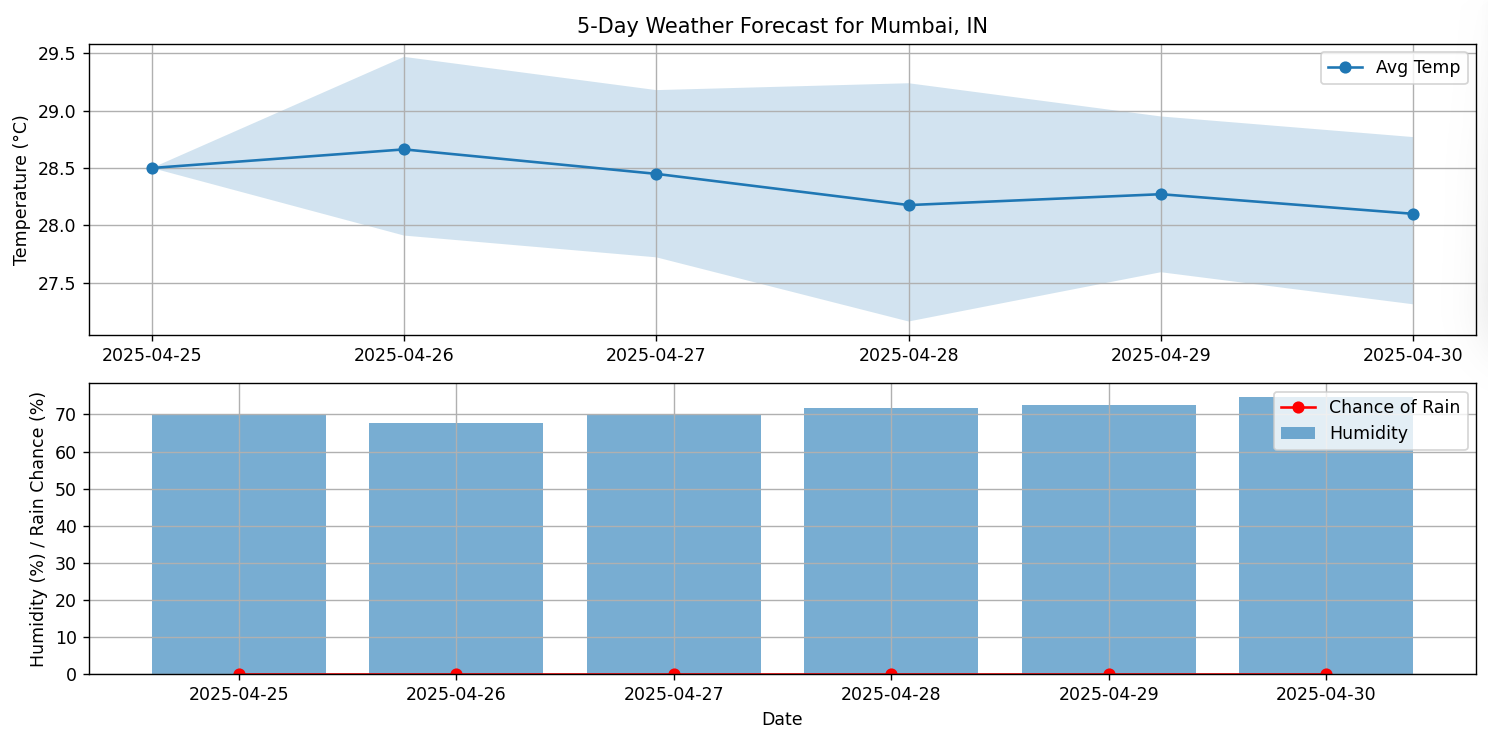 5-Day Weather Forecast for Mumbai, IN
Temperature (°C)
29.5
29.0
28.5
28.0
27.5
Avg Temp
2025-04-25 2025-04-26 2025-04-27 2025-04-28 2025-04-29 2025-04-30
Humidity (%) / Rain Chance (%)
70
60
50
40
30
20
10
0
Chance of Rain
Humidity
2025-04-25 2025-04-26 2025-04-27 2025-04-28 2025-04-29 2025-04-30
Date